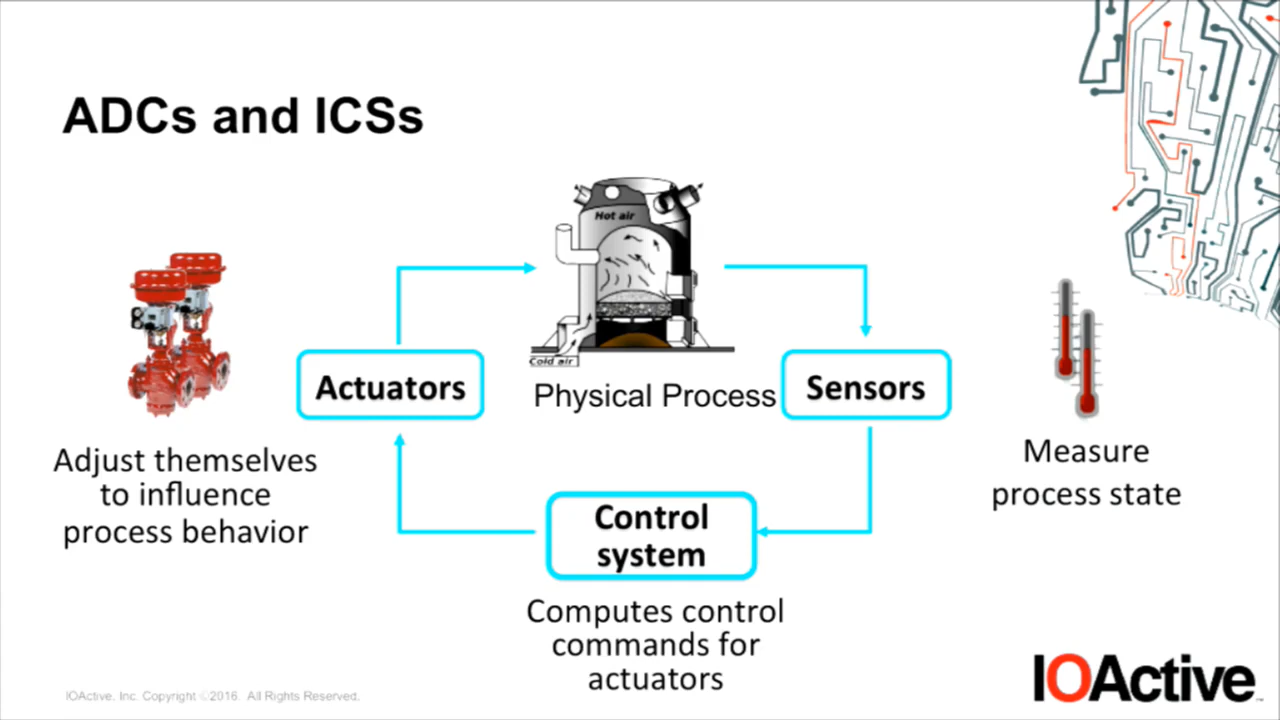 ADCs and ICSs
Hot air
Cold air
Actuators
Physical Process
Sensors
Adjust themselves
to influence
process behavior
Measure
process state
Control
system
Computes control
commands for
actuators
IOActive, Inc. Copyright ©2016. All Rights Reserved.
IOActive™